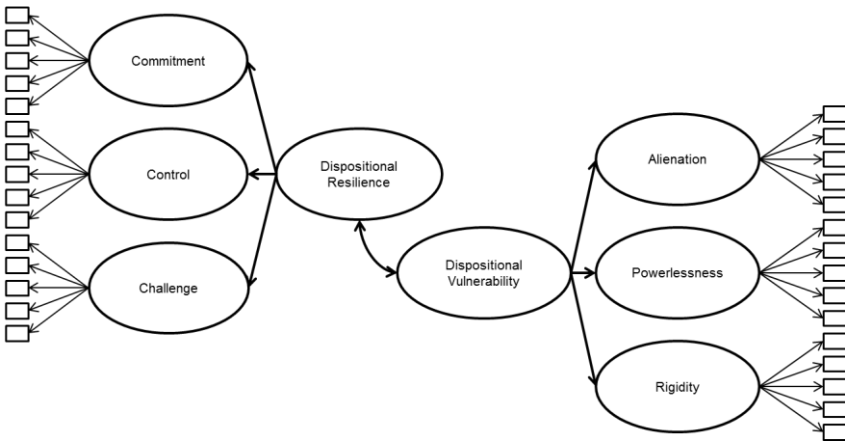 Commitment
Control
Challenge
Dispositional
Resilience
Dispositional
Vulnerability
Alienation
Powerlessness
Rigidity